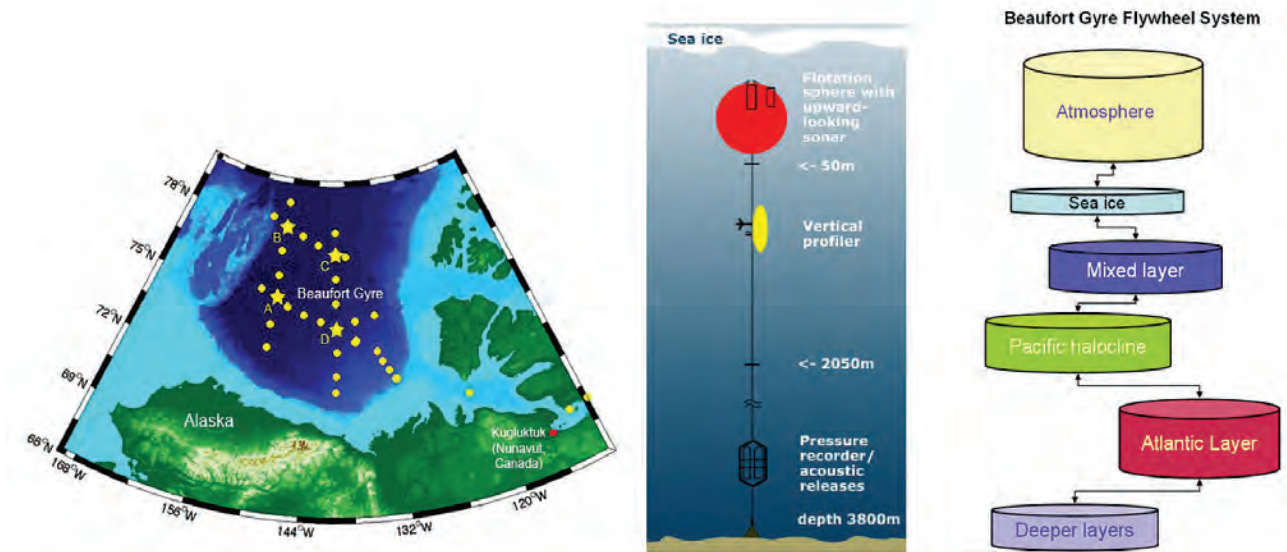 78°N
75°N
72°N
69°N
66°N
168°W
156°W
144°W
132°W
120°W
B
C
Beaufort Gyre
A
D
Alaska
Kugluktuk
(Nunavut,
Canada)
Sea ice
Flotation
sphere with
upward-
looking
sonar
<- 50m
Vertical
profiler
<- 2050m
Pressure
recorder/
acoustic
releases
depth 3800m
Beaufort Gyre Flywheel System
Atmosphere
Sea ice
Mixed layer
Pacific halocline
Atlantic Layer
Deeper layers